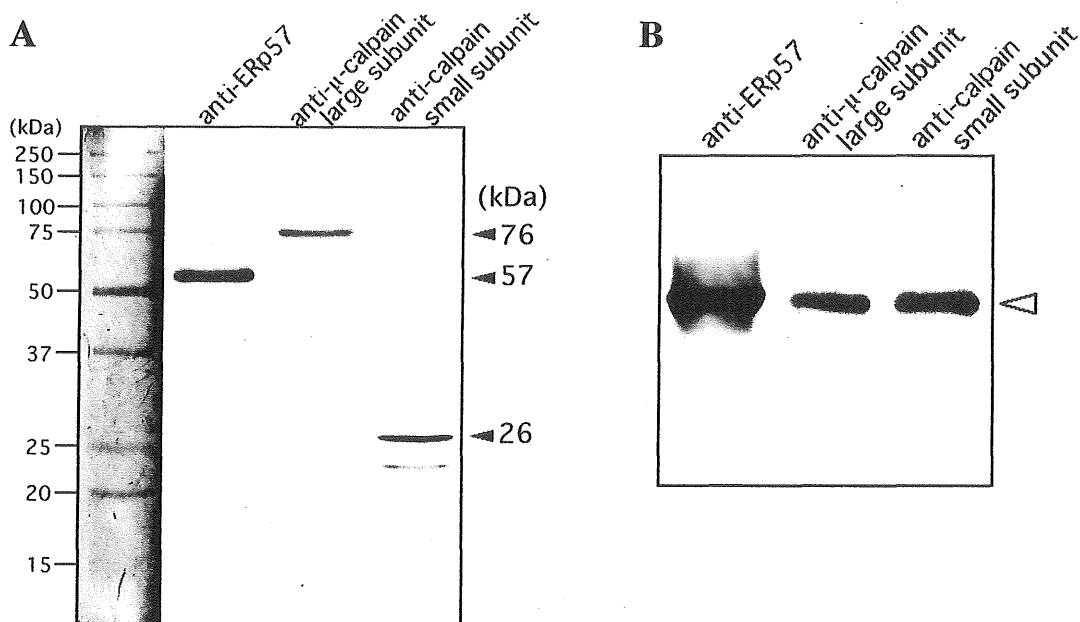 A
anti-ERp57
anti-μ-calpain
large subunit
anti-calpain
small subunit
(kDa)
250
150
100
75
50
37
25
20
15
(kDa)
76
57
26
B
anti-ERp57
anti-μ-calpain
large subunit
anti-calpain
small subunit